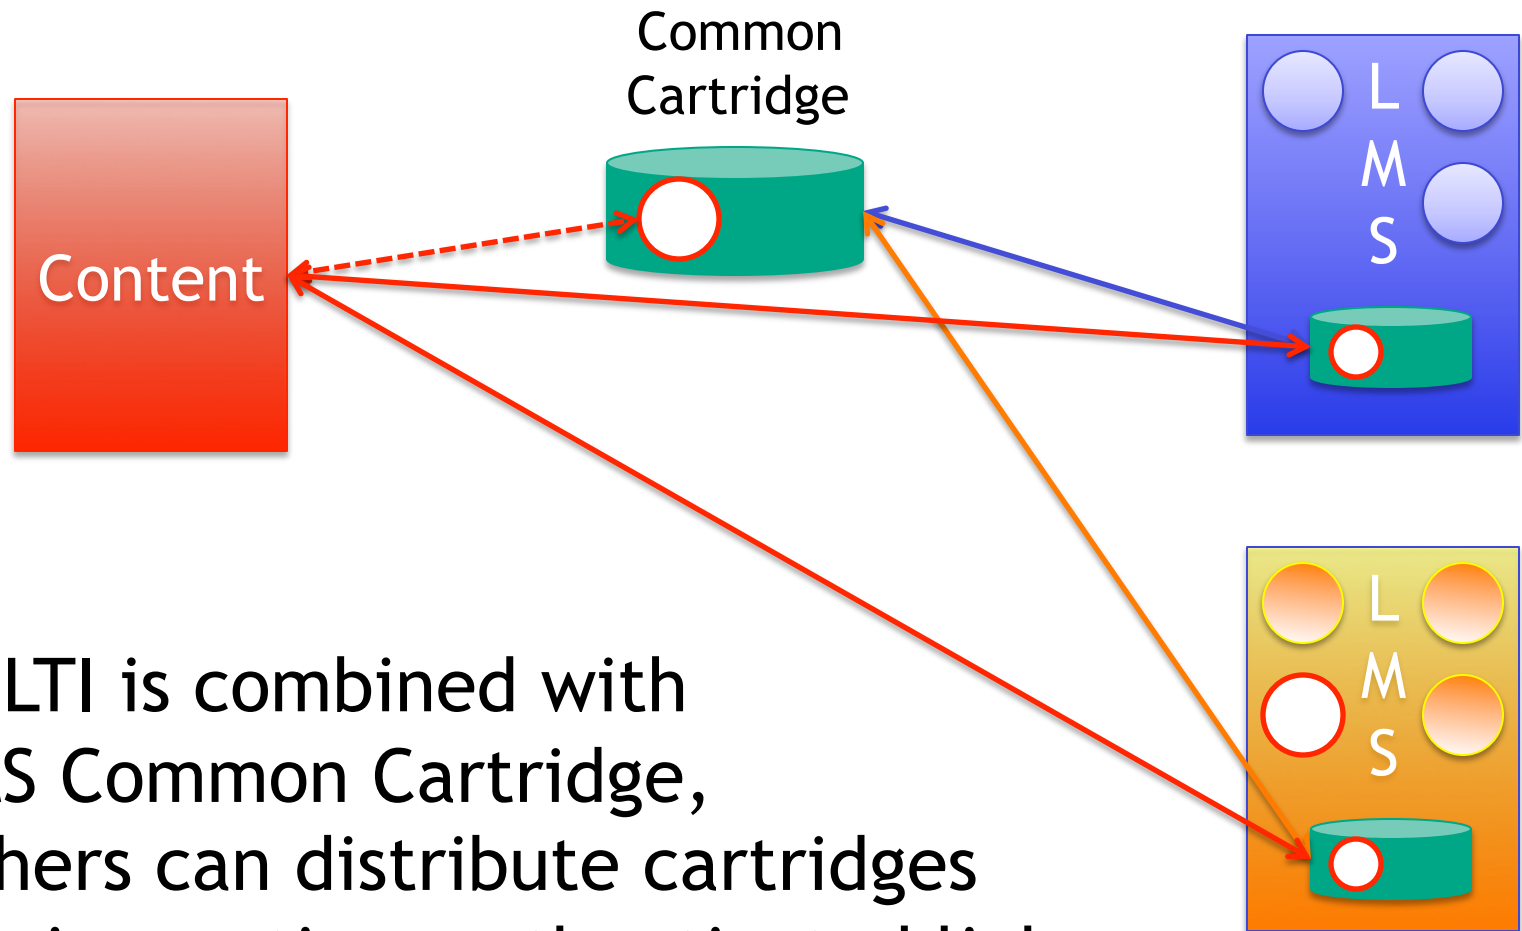 Common
Cartridge
Content
L
M
S
L
M
S
LTI is combined with
S Common Cartridge,
hers can distribute cartridges